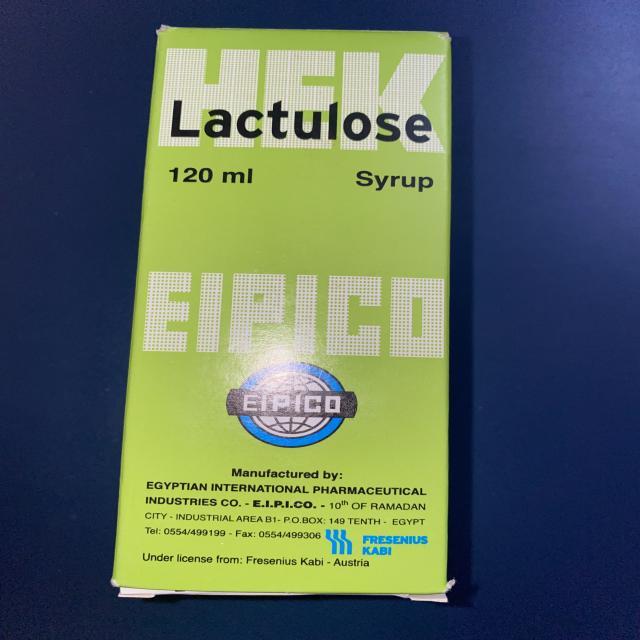 HEK
Lactulose
120 ml Syrup
EIPICO
EIPICO
Manufactured by:
EGYPTIAN INTERNATIONAL PHARMACEUTICAL
INDUSTRIES CO. - E.I.P.I.CO. - 10th OF RAMADAN
CITY - INDUSTRIAL AREA B1- P.O.BOX: 149 TENTH - EGYPT
Tel: 0554/499199 - Fax: 0554/499306
FRESENIUS
KABI
Under license from: Fresenius Kabi - Austria